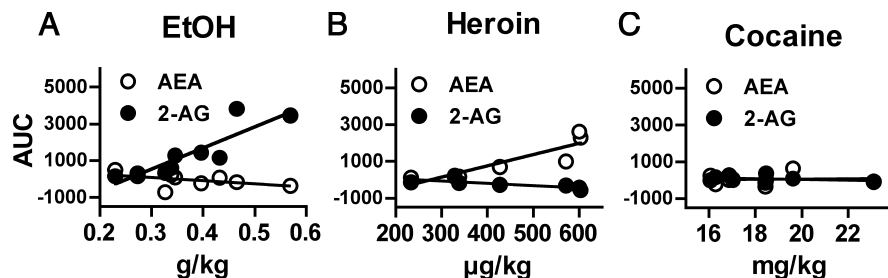 A
EtOH
AUC
5000
3000
1000
-1000
AEA
2-AG
0.2 0.3 0.4 0.5 0.6
g/kg
B
Heroin
5000
3000
1000
-1000
AEA
2-AG
200 300 400 500 600
μg/kg
C
Cocaine
5000
3000
1000
-1000
AEA
2-AG
16 18 20 22
mg/kg